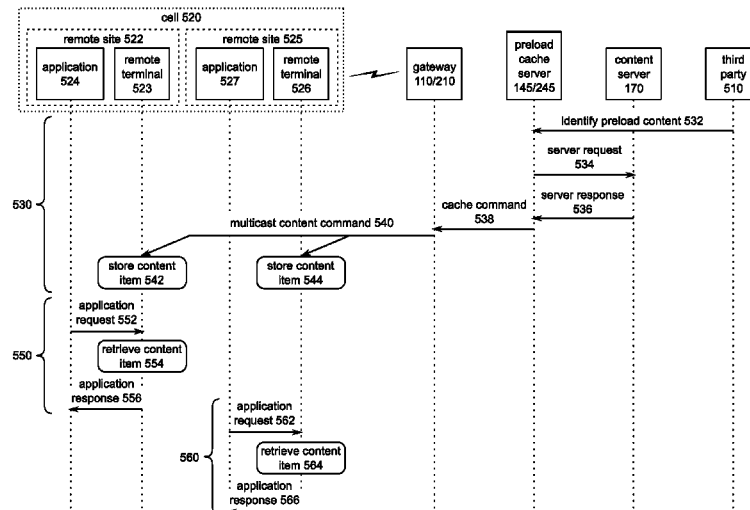 cell 520
remote site 522
remote site 525
application
524
remote
terminal
523
application
527
remote
terminal
526
gateway
110/210
preload
cache
server
145/245
content
server
170
third
party
510
Identify preload content 532
server request
534
server response
536
cache command
538
multicast content command 540
530
store content
item 542
store content
item 544
application
request 552
550
retrieve content
item 554
application
response 556
application
request 562
560
retrieve content
item 564
application
response 566